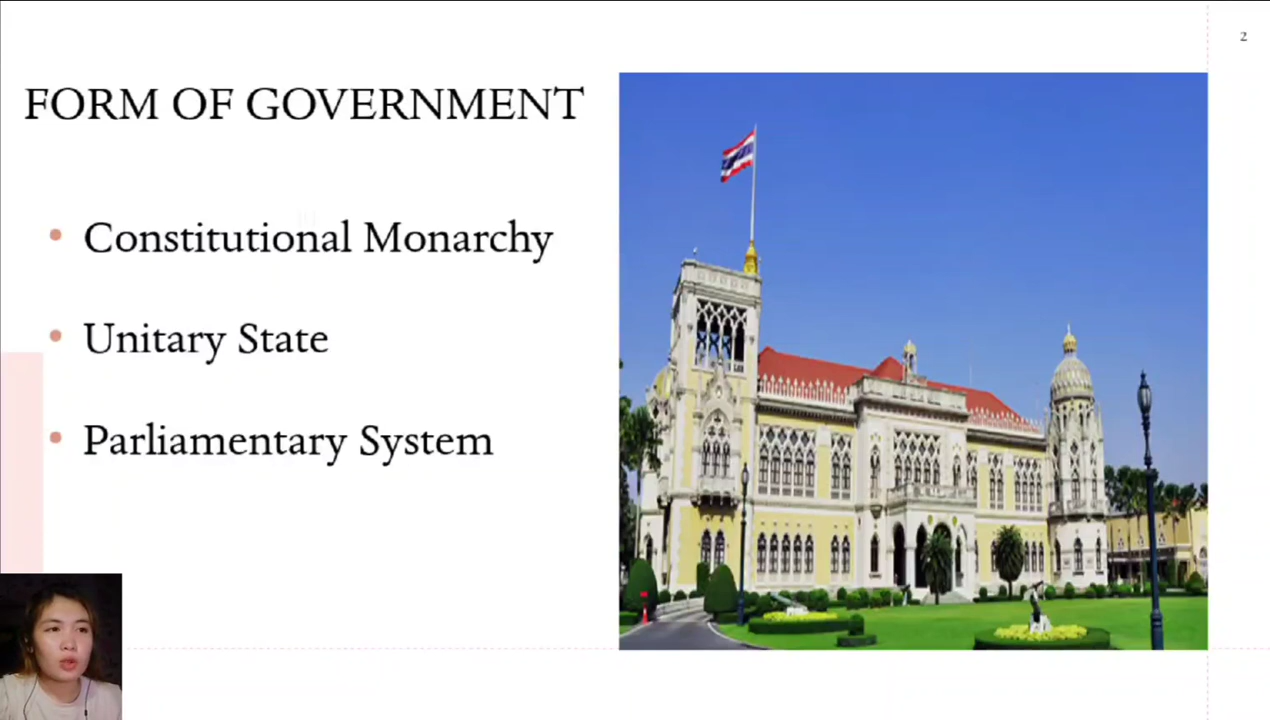 2
FORM OF GOVERNMENT
• Constitutional Monarchy
• Unitary State
• Parliamentary System